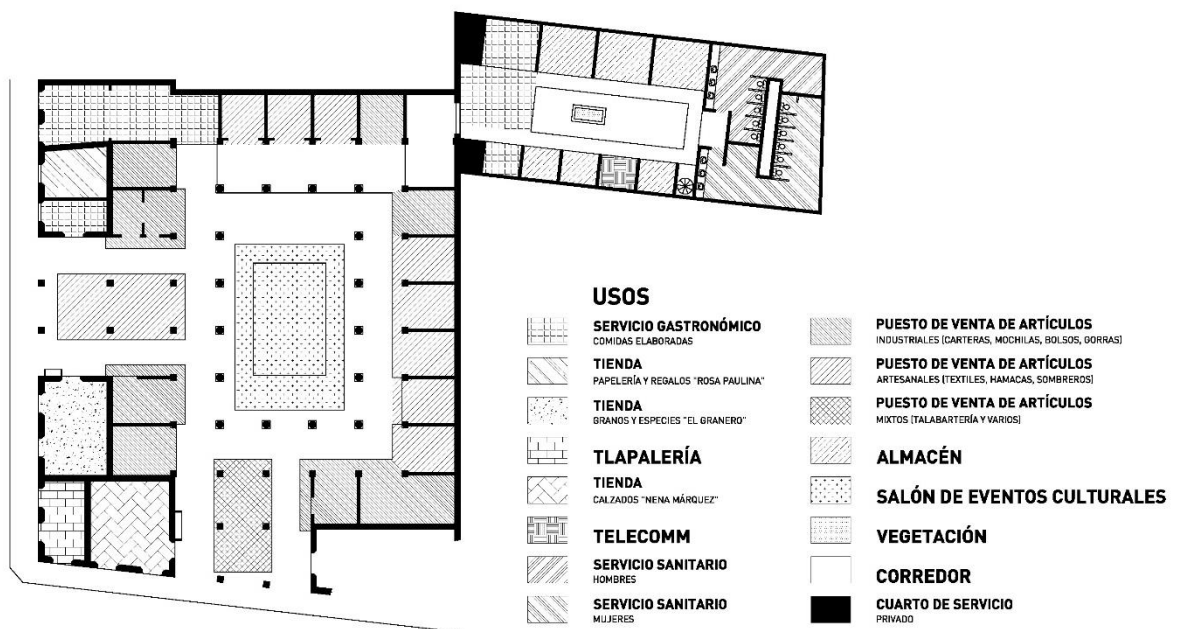 USOS
SERVICIO GASTRONÓMICO
COMIDAS ELABORADAS
TIENDA
PAPELERÍA Y REGALOS "ROSA PAULINA"
TIENDA
GRANOS Y ESPECIES "EL GRANERO"
TLAPALERÍA
TIENDA
CALZADOS "NENA MÁRQUEZ"
TELECOMM
SERVICIO SANITARIO
HOMBRES
SERVICIO SANITARIO
MUJERES
PUESTO DE VENTA DE ARTÍCULOS
INDUSTRIALES (CARTERAS, MOCHILAS, BOLSOS, GORRAS)
PUESTO DE VENTA DE ARTÍCULOS
ARTESANALES (TEXTILES, HAMACAS, SOMBREROS)
PUESTO DE VENTA DE ARTÍCULOS
MIXTOS (TALABARTERÍA Y VARIOS)
ALMACÉN
SALÓN DE EVENTOS CULTURALES
VEGETACIÓN
CORREDOR
CUARTO DE SERVICIO
PRIVADO